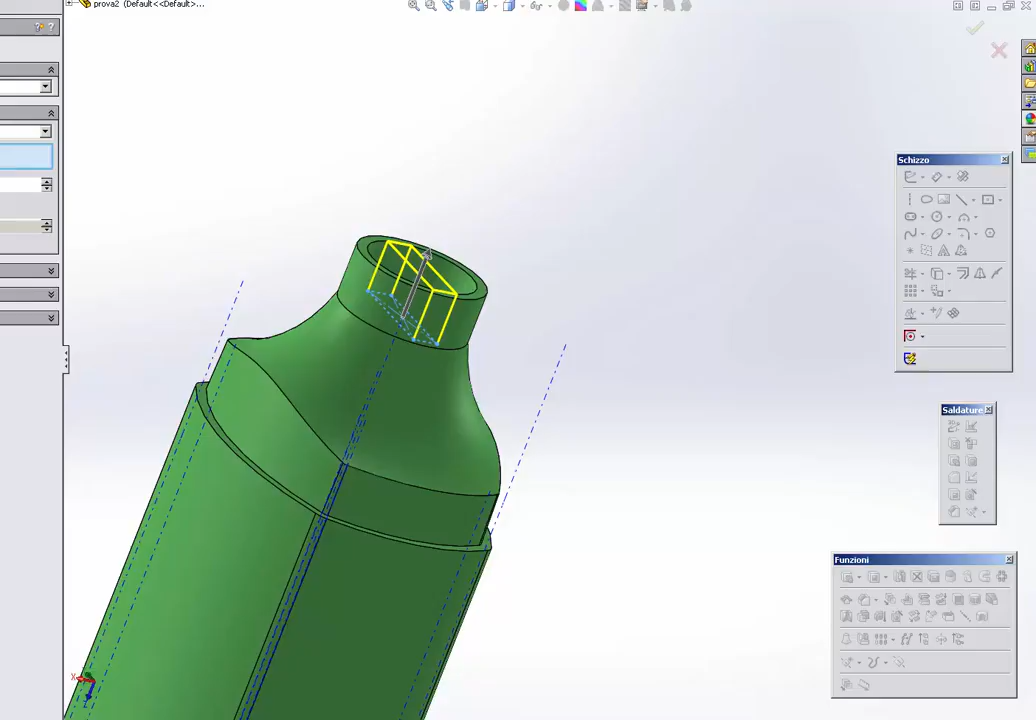 prova2 (Default<<Default>...
Schizzo
Saldature
Funzioni
X